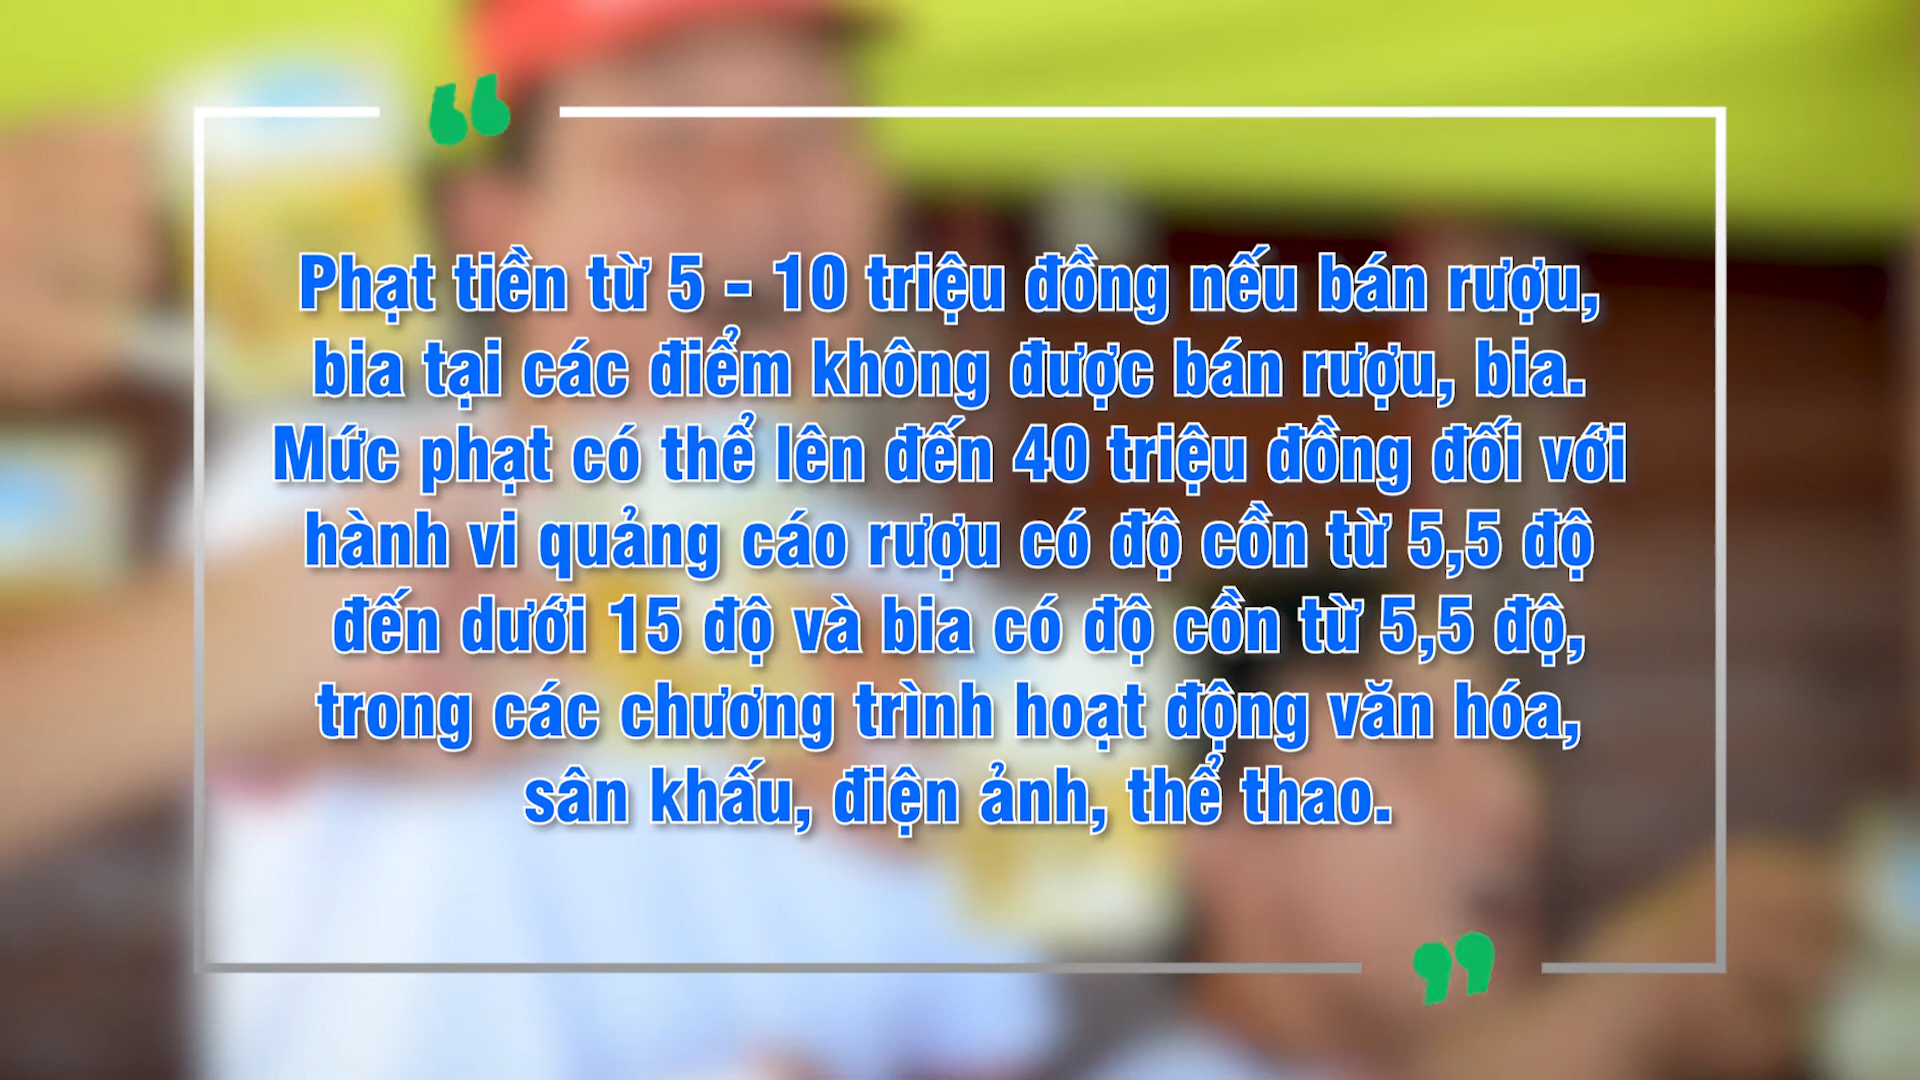 Phạt tiền từ 5 - 10 triệu đồng nếu bán rượu,
bia tại các điểm không được bán rượu, bia.
Mức phạt có thể lên đến 40 triệu đồng đối với
hành vi quảng cáo rượu có độ cồn từ 5,5 độ
đến dưới 15 độ và bia có độ cồn từ 5,5 độ,
trong các chương trình hoạt động văn hóa,
sân khấu, điện ảnh, thể thao.